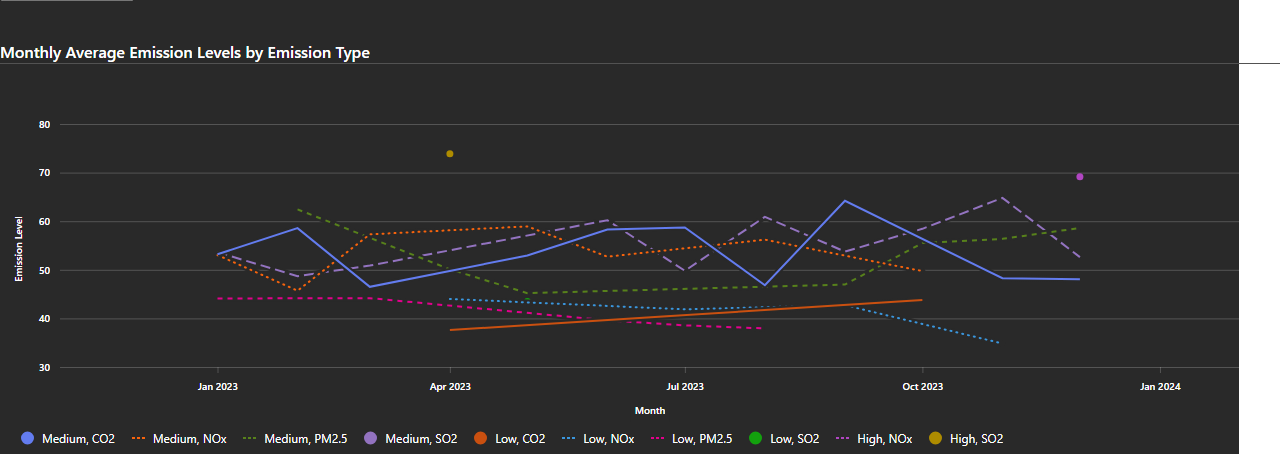 Monthly Average Emission Levels by Emission Type
80
70
60
50
40
30
Emission Level
Jan 2023 Apr 2023 Jul 2023 Oct 2023 Jan 2024
Month
Medium, CO2 Medium, NOx Medium, PM2.5 Medium, SO2 Low, CO2 Low, NOx Low, PM2.5 Low, SO2 High, NOx High, SO2